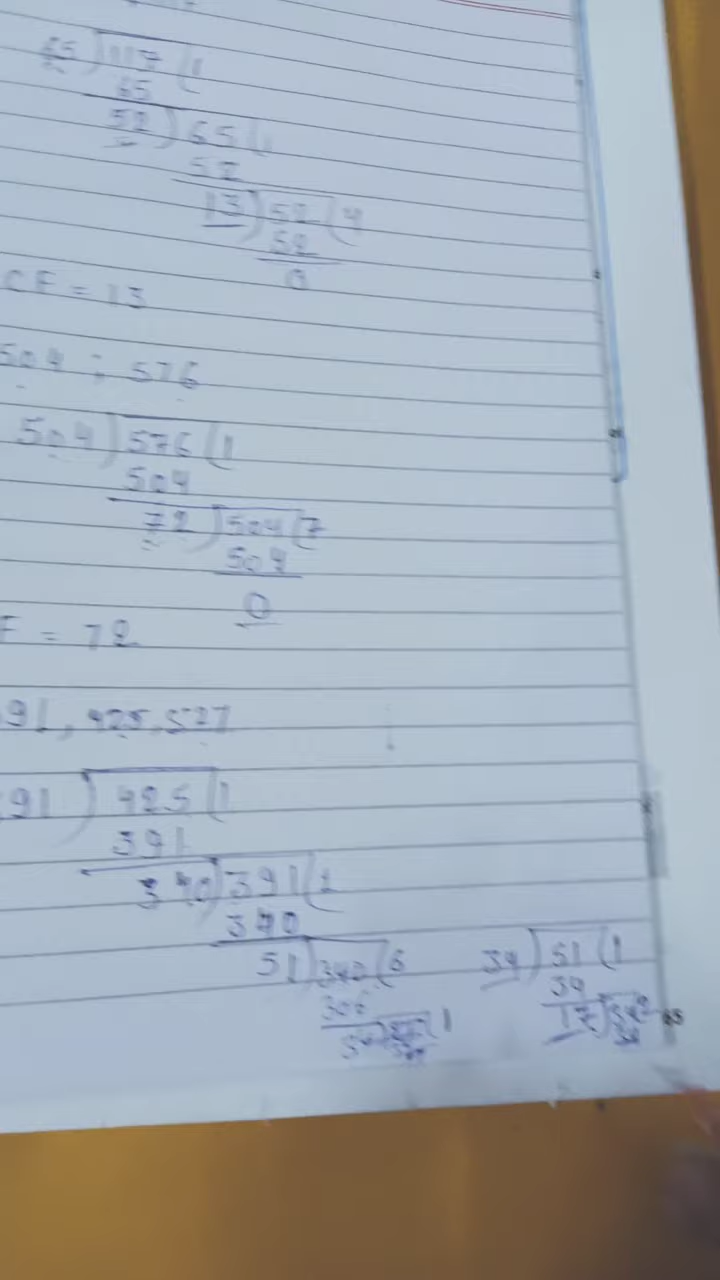 65) 117 (1
65
52) 65 (1
52
13) 52 (4
52
0
CF = 13
504 ; 576
504) 576 (1
504
72) 504 (7
504
0
F = 72
91, 425, 527
91) 425 (1
391
340) 391 (1
340
51) 340 (6 34) 51 (1
306 34
34) 17)